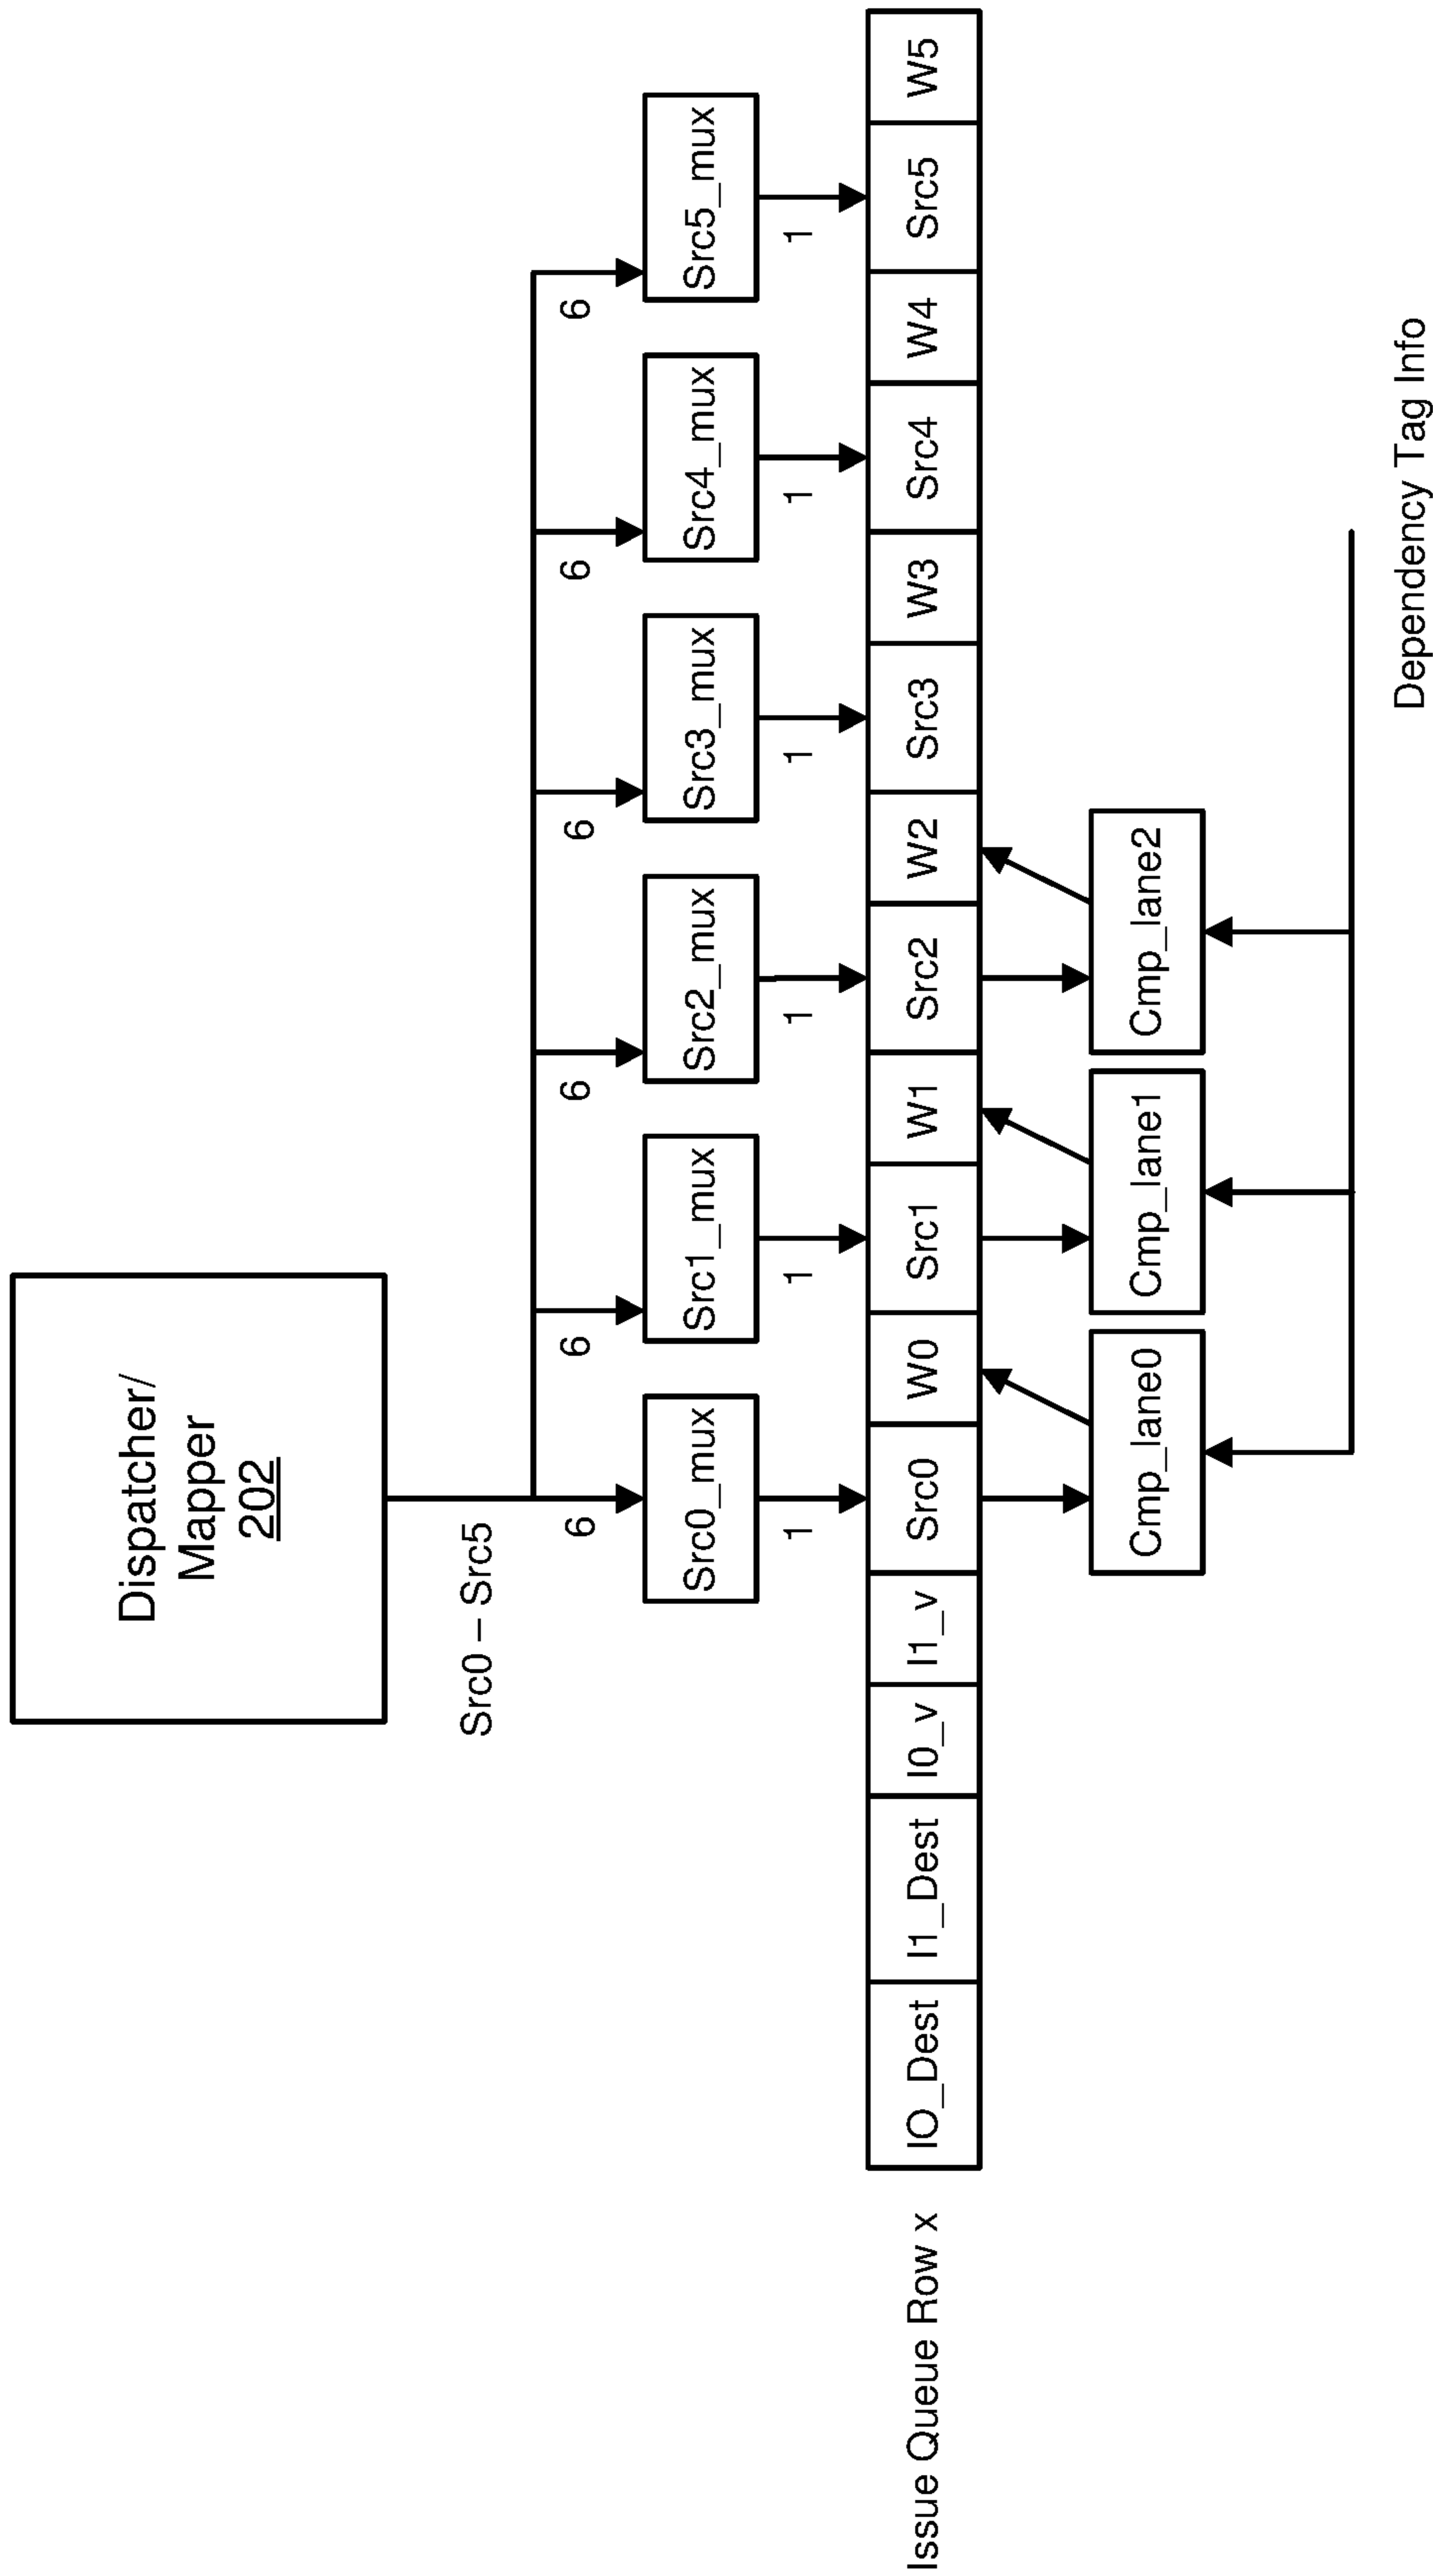 Dispatcher/
Mapper
202
Src0 – Src5
6
6
6
6
6
6
Src0_mux
Src1_mux
Src2_mux
Src3_mux
Src4_mux
Src5_mux
1
1
1
1
1
1
Issue Queue Row x
IO_Dest
I1_Dest
I0_v
I1_v
Src0
W0
Src1
W1
Src2
W2
Src3
W3
Src4
W4
Src5
W5
Cmp_lane0
Cmp_lane1
Cmp_lane2
Dependency Tag Info